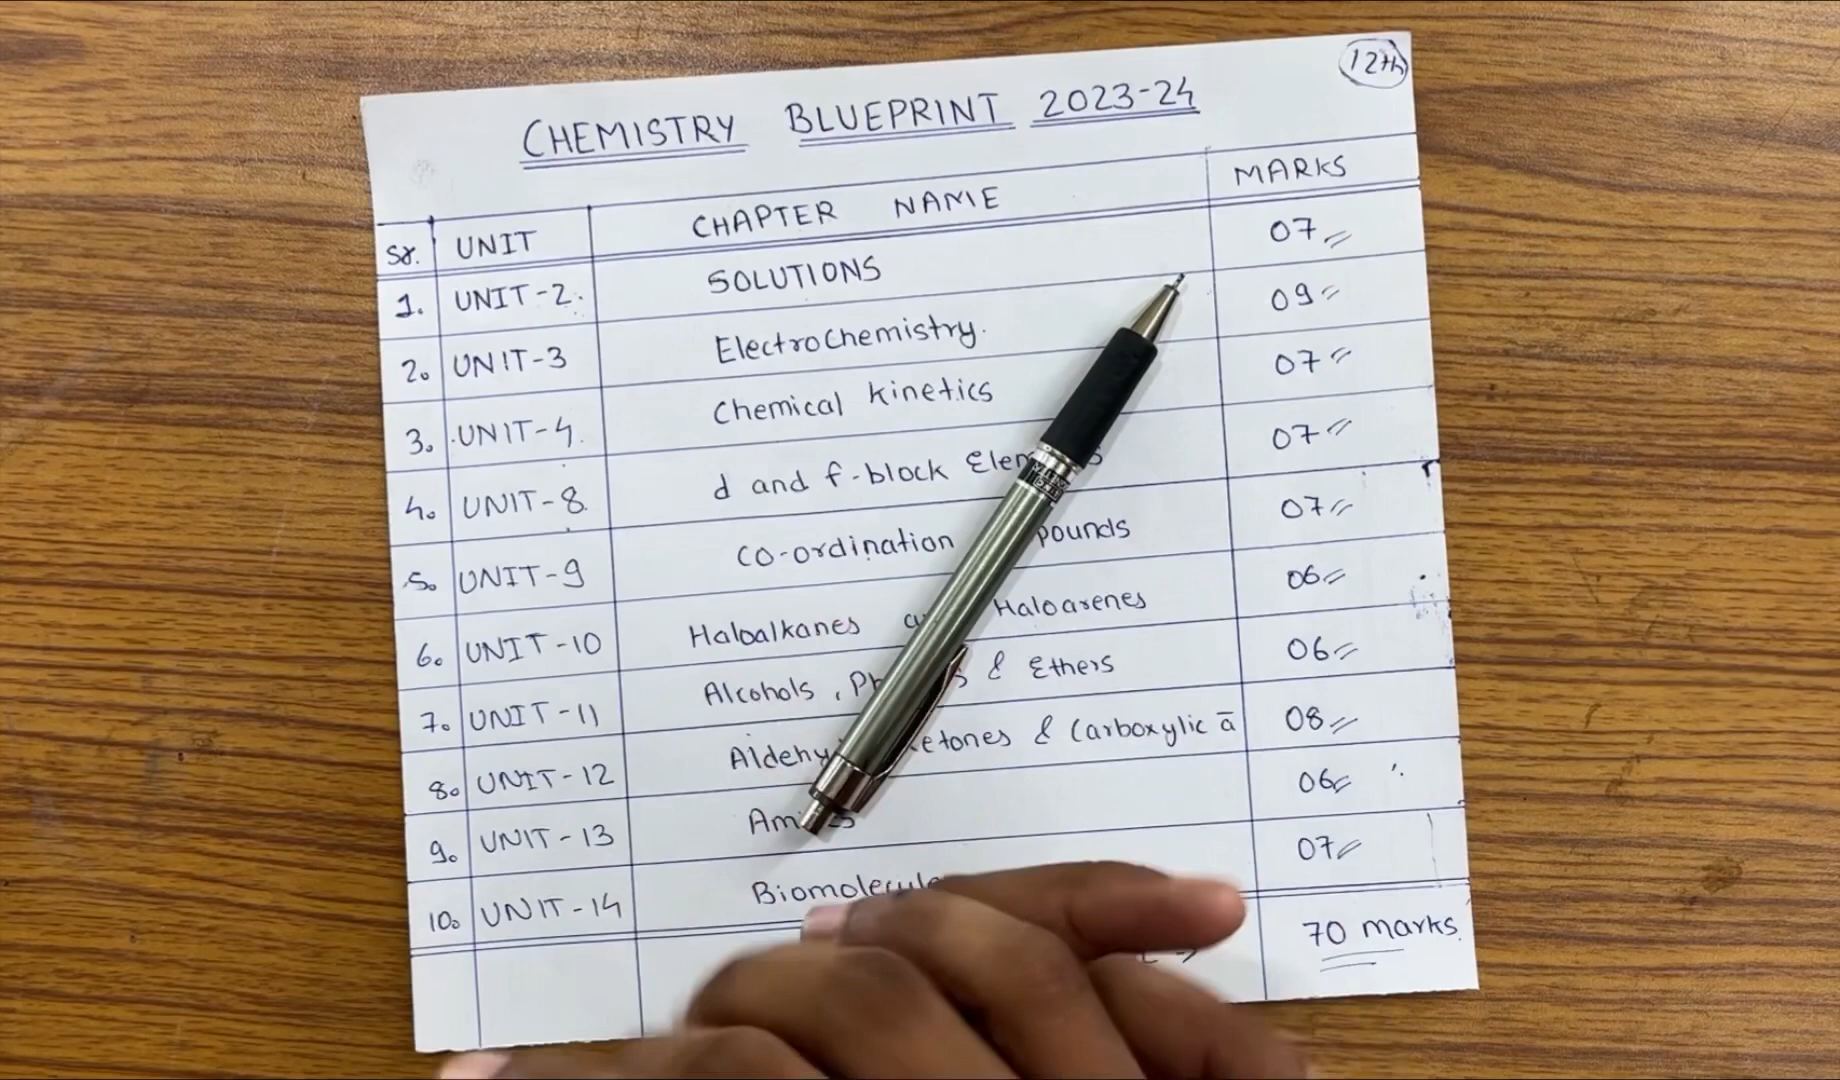 12th
CHEMISTRY BLUEPRINT 2023-24
Sr. UNIT CHAPTER NAME MARKS
1. UNIT-2. SOLUTIONS 07
2. UNIT-3 ElectroChemistry. 09
3. UNIT-4. Chemical kinetics 07
4. UNIT-8. d and f-block 07
5. UNIT-9 CO-ordination 07
6. UNIT-10 Haloalkanes Haloarenes 06
7. UNIT-11 Alcohols, & Ethers 06
8. UNIT-12 & Carboxylic a 08
9. UNIT-13 06
10. UNIT-14 07
70 marks.